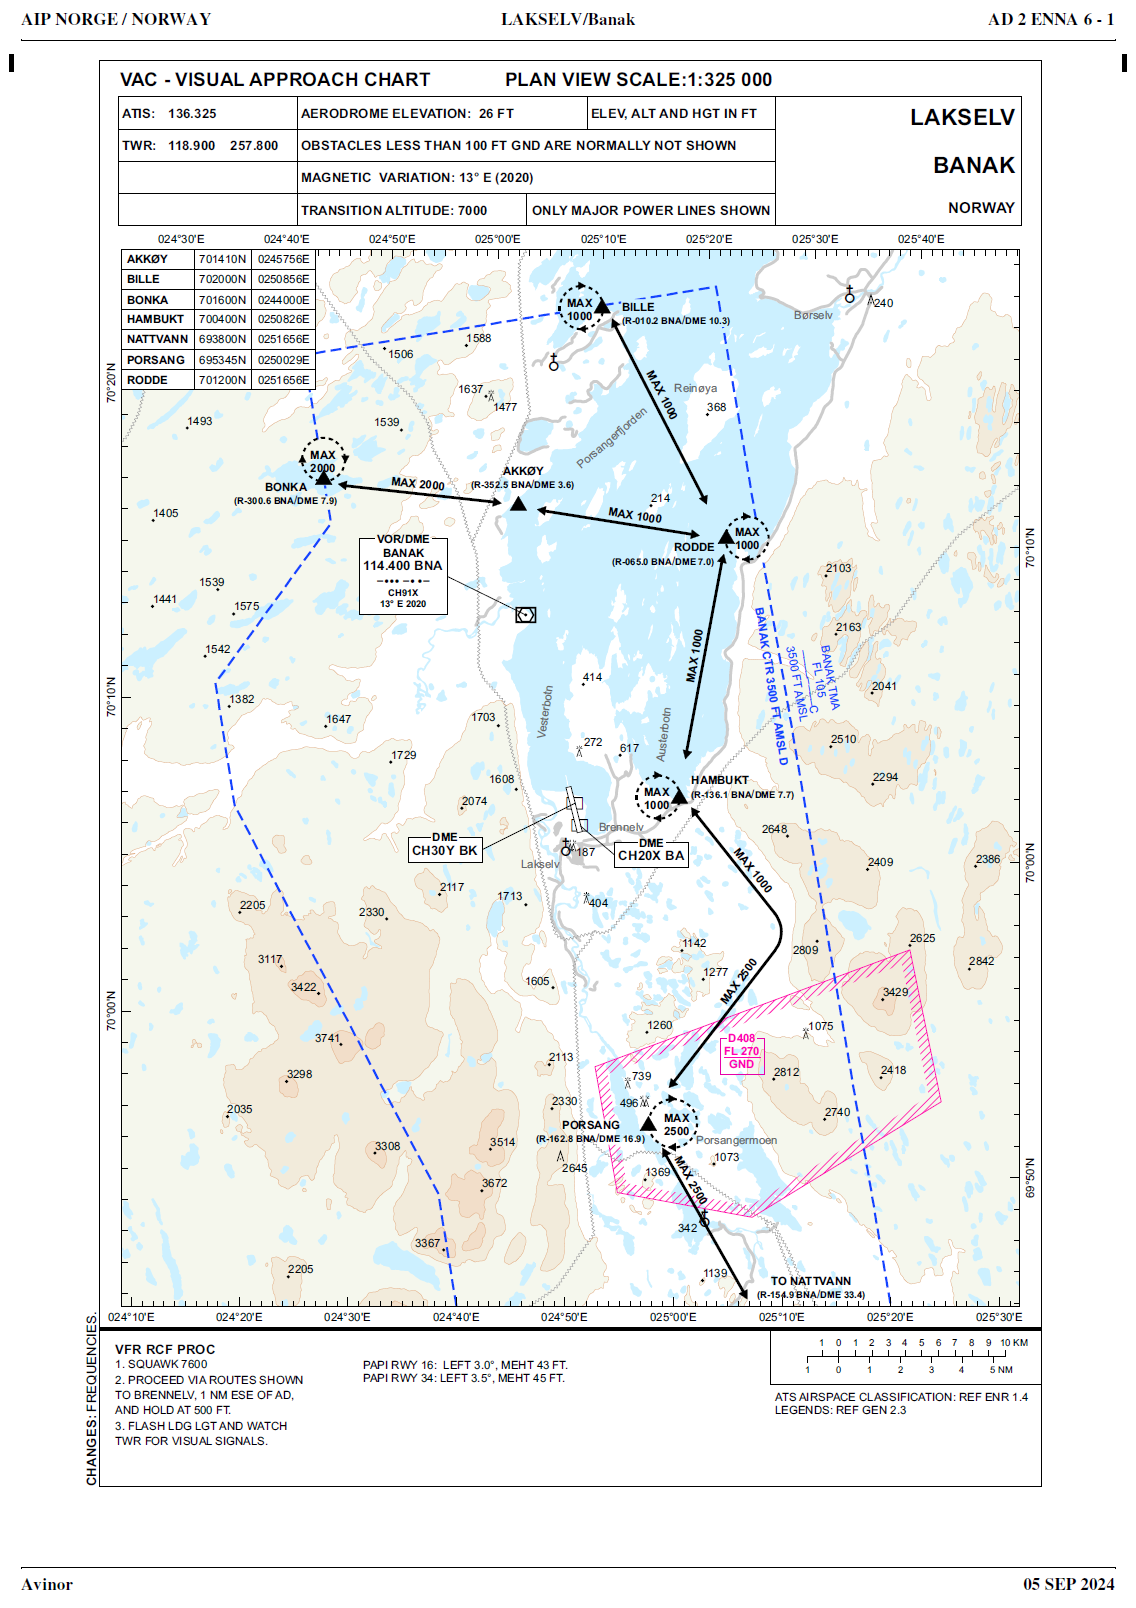 AIP NORGE / NORWAY
LAKSELV/Banak
AD 2 ENNA 6 - 1
VAC - VISUAL APPROACH CHART
PLAN VIEW SCALE:1:325 000
ATIS: 136.325
AERODROME ELEVATION: 26 FT
ELEV, ALT AND HGT IN FT
LAKSELV
TWR: 118.900 257.800
OBSTACLES LESS THAN 100 FT GND ARE NORMALLY NOT SHOWN
BANAK
MAGNETIC VARIATION: 13° E (2020)
TRANSITION ALTITUDE: 7000
ONLY MAJOR POWER LINES SHOWN
NORWAY
024°30'E 024°40'E 024°50'E 025°00'E 025°10'E 025°20'E 025°30'E 025°40'E
AKKØY 701410N 0245756E
BILLE 702000N 0250856E
BONKA 701600N 0244000E
HAMBUKT 700400N 0250826E
NATTVANN 693800N 0251656E
PORSANG 695345N 0250029E
RODDE 701200N 0251656E
MAX
1000
BILLE
(R-010.2 BNA/DME 10.3)
Børselv
240
1506
1588
70°20'N
MAX 1000
Reinøya
368
1637
1477
1493
1539
Porsangerfjorden
MAX
2000
BONKA
(R-300.6 BNA/DME 7.9)
MAX 2000
AKKØY
(R-352.5 BNA/DME 3.6)
214
MAX 1000
1405
RODDE
(R-065.0 BNA/DME 7.0)
MAX
1000
70°10'N
VOR/DME
BANAK
114.400 BNA
CH91X
13° E 2020
2103
1539
1441
1575
2163
1542
BANAK CTR 3500 FT AMSL D
BANAK TMA
FL 105
C
3500 FT AMSL
MAX 1000
414
2041
70°10'N
1382
1647
1703
Vesterbotn
Austerbotn
272
617
2510
1729
1608
2294
HAMBUKT
(R-136.1 BNA/DME 7.7)
MAX
1000
2074
Brennelv
2648
DME
CH30Y BK
DME
CH20X BA
187
Lakselv
MAX 1000
2409
2386
70°00'N
2117
1713
404
2205
2330
2625
1142
2809
3117
1277
2842
3422
1605
MAX 2500
3429
70°00'N
1260
1075
3741
D408
FL 270
GND
2113
3298
739
2812
2418
2035
2330
496
PORSANG
(R-162.8 BNA/DME 16.9)
MAX
2500
2740
Porsangermoen
3308
3514
2645
1073
1369
69°50'N
3672
MAX 2500
342
3367
2205
1139
TO NATTVANN
(R-154.9 BNA/DME 33.4)
024°10'E 024°20'E 024°30'E 024°40'E 024°50'E 025°00'E 025°10'E 025°20'E 025°30'E
CHANGES: FREQUENCIES.
VFR RCF PROC
1. SQUAWK 7600
2. PROCEED VIA ROUTES SHOWN
TO BRENNELV, 1 NM ESE OF AD,
AND HOLD AT 500 FT.
3. FLASH LDG LGT AND WATCH
TWR FOR VISUAL SIGNALS.
PAPI RWY 16: LEFT 3.0°, MEHT 43 FT.
PAPI RWY 34: LEFT 3.5°, MEHT 45 FT.
1 0 1 2 3 4 5 6 7 8 9 10 KM
1 0 1 2 3 4 5 NM
ATS AIRSPACE CLASSIFICATION: REF ENR 1.4
LEGENDS: REF GEN 2.3
Avinor
05 SEP 2024